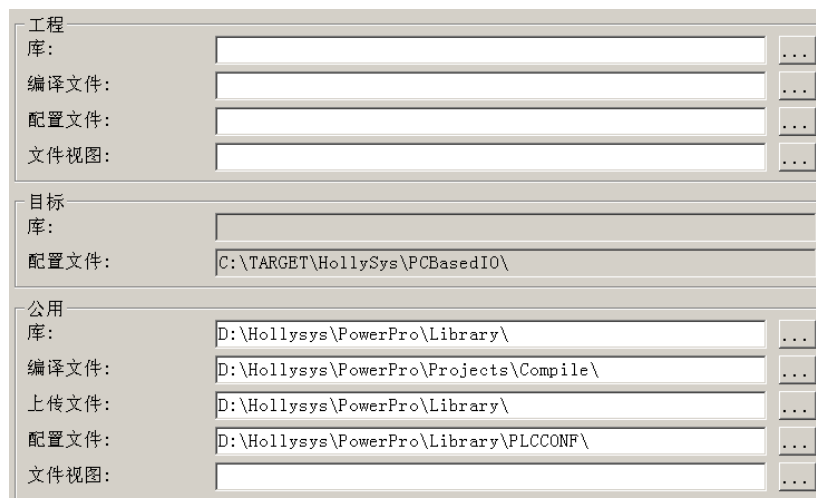 工程
库: ...
编译文件: ...
配置文件: ...
文件视图: ...
目标
库:
配置文件: C:\TARGET\HollySys\PCBasedIO\
公用
库: D:\Hollysys\PowerPro\Library\ ...
编译文件: D:\Hollysys\PowerPro\Projects\Compile\ ...
上传文件: D:\Hollysys\PowerPro\Library\ ...
配置文件: D:\Hollysys\PowerPro\Library\PLCCONF\ ...
文件视图: ...